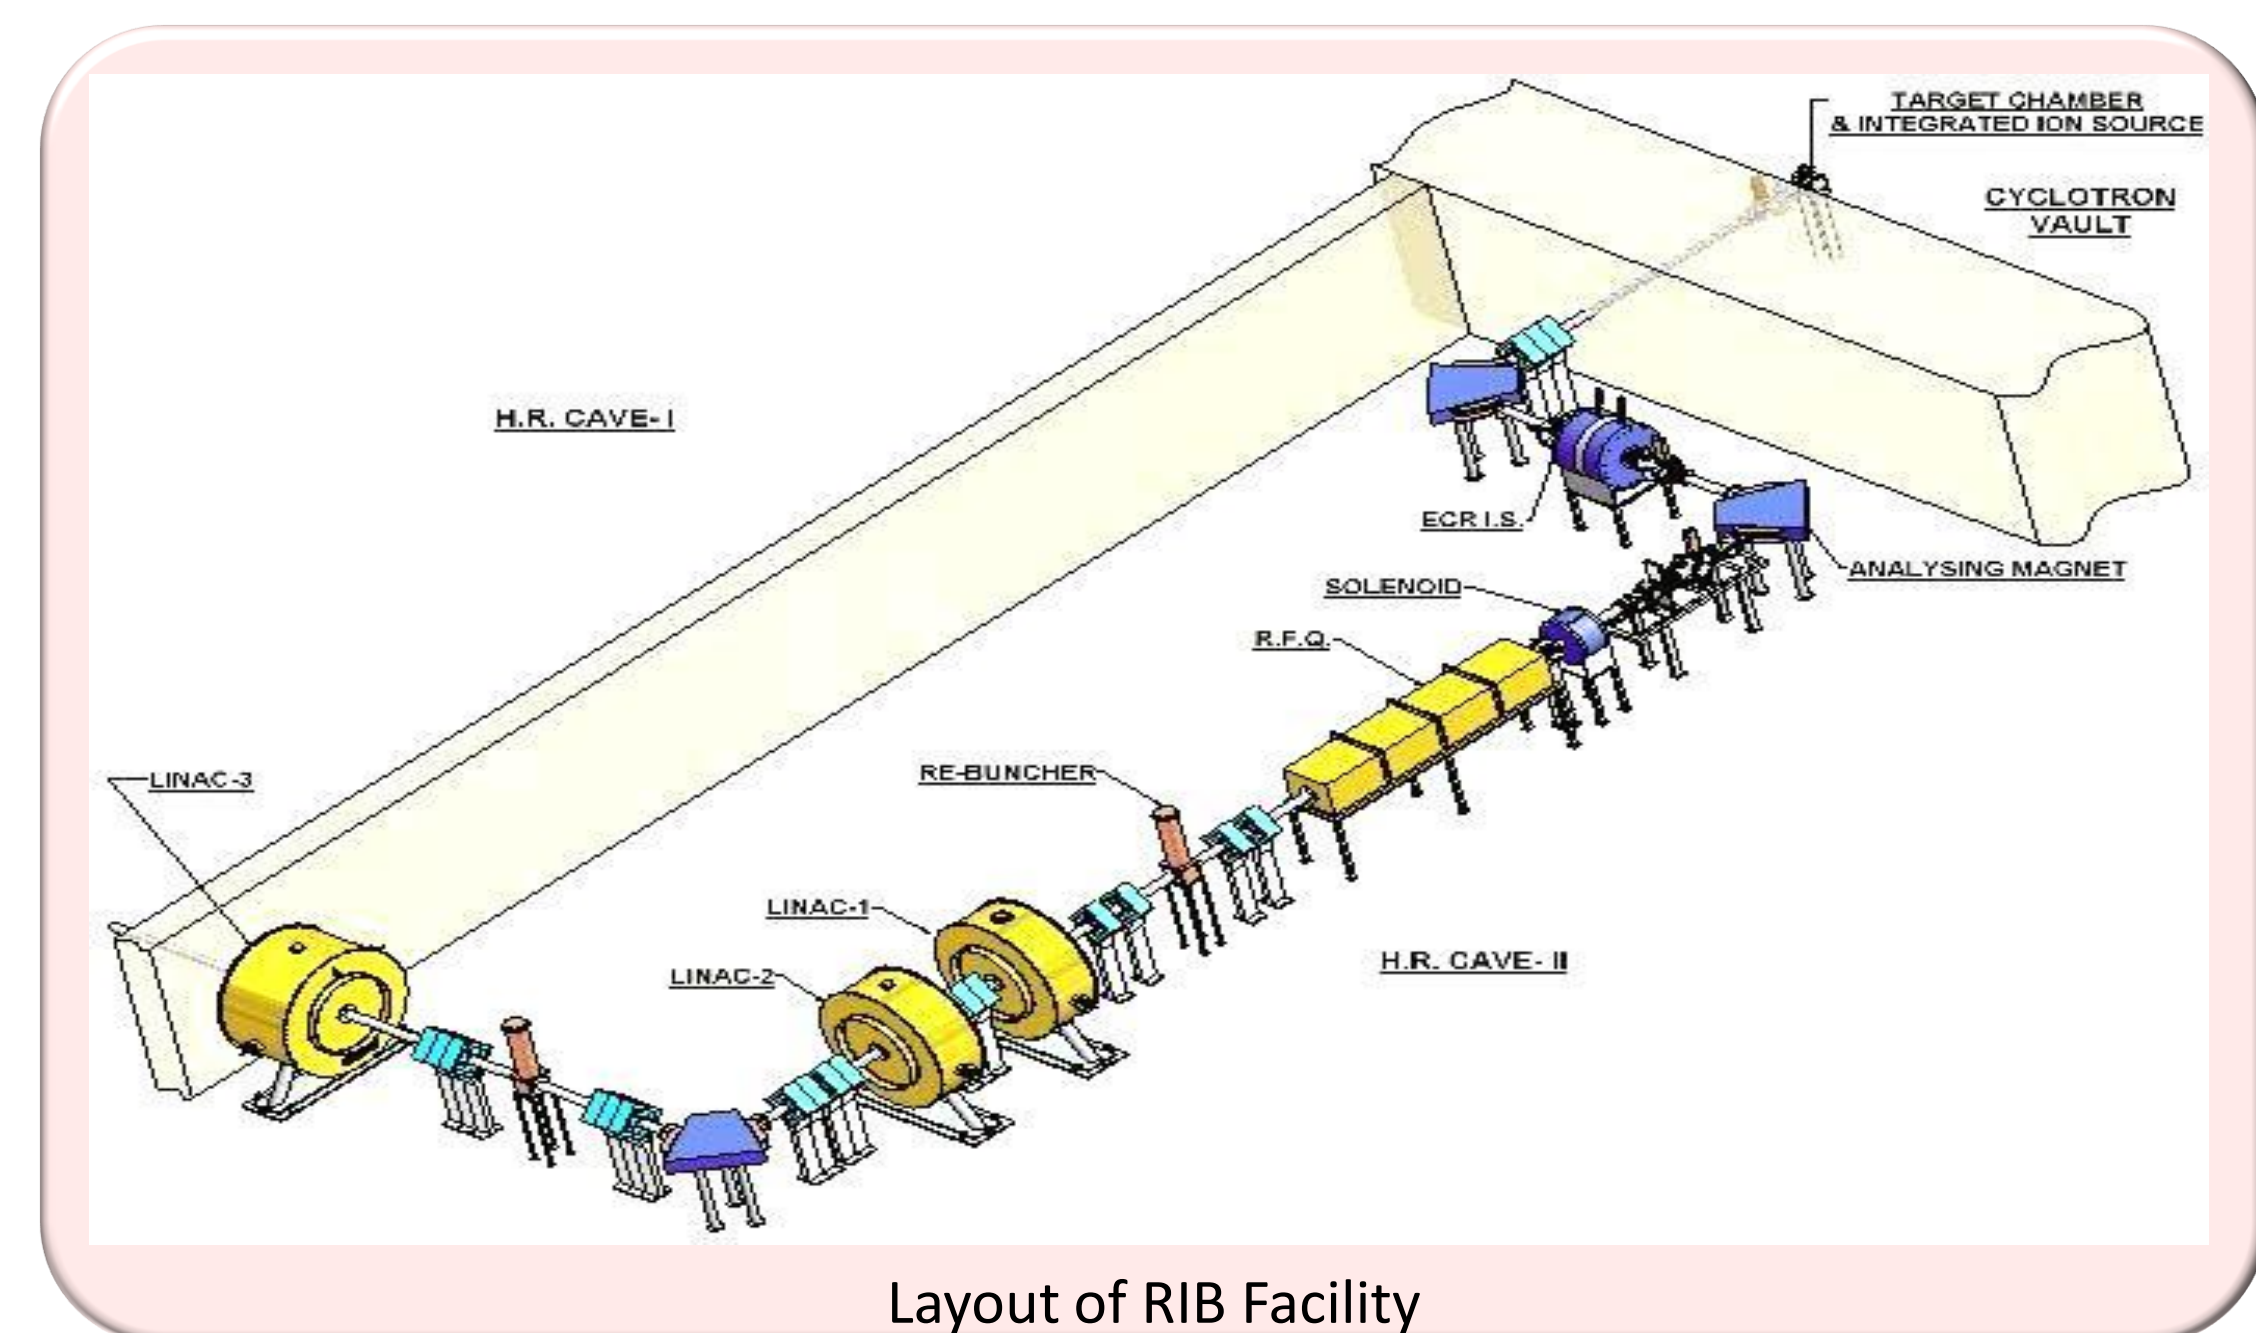 TARGET CHAMBER
& INTEGRATED ION SOURCE
CYCLOTRON
VAULT
H.R. CAVE- I
ECR I.S.
ANALYSING MAGNET
SOLENOID
R.F.Q.
RE-BUNCHER
LINAC-3
LINAC-1
LINAC-2
H.R. CAVE- II
Layout of RIB Facility